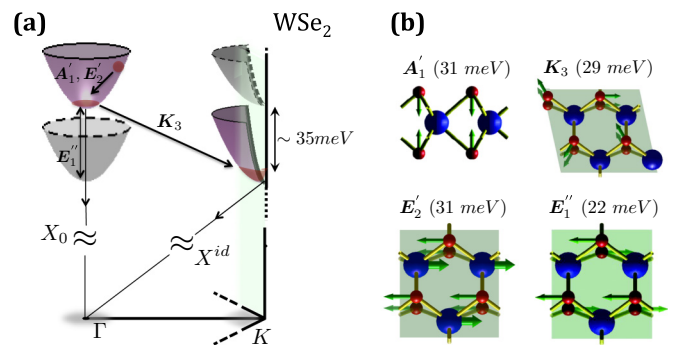 (a)
WSe₂
A₁′, E₂′
K₃
~ 35meV
E₁″
X₀
≈
≈
Xⁱᵈ
Γ
K
(b)
A₁′ (31 meV)
K₃ (29 meV)
E₂′ (31 meV)
E₁″ (22 meV)